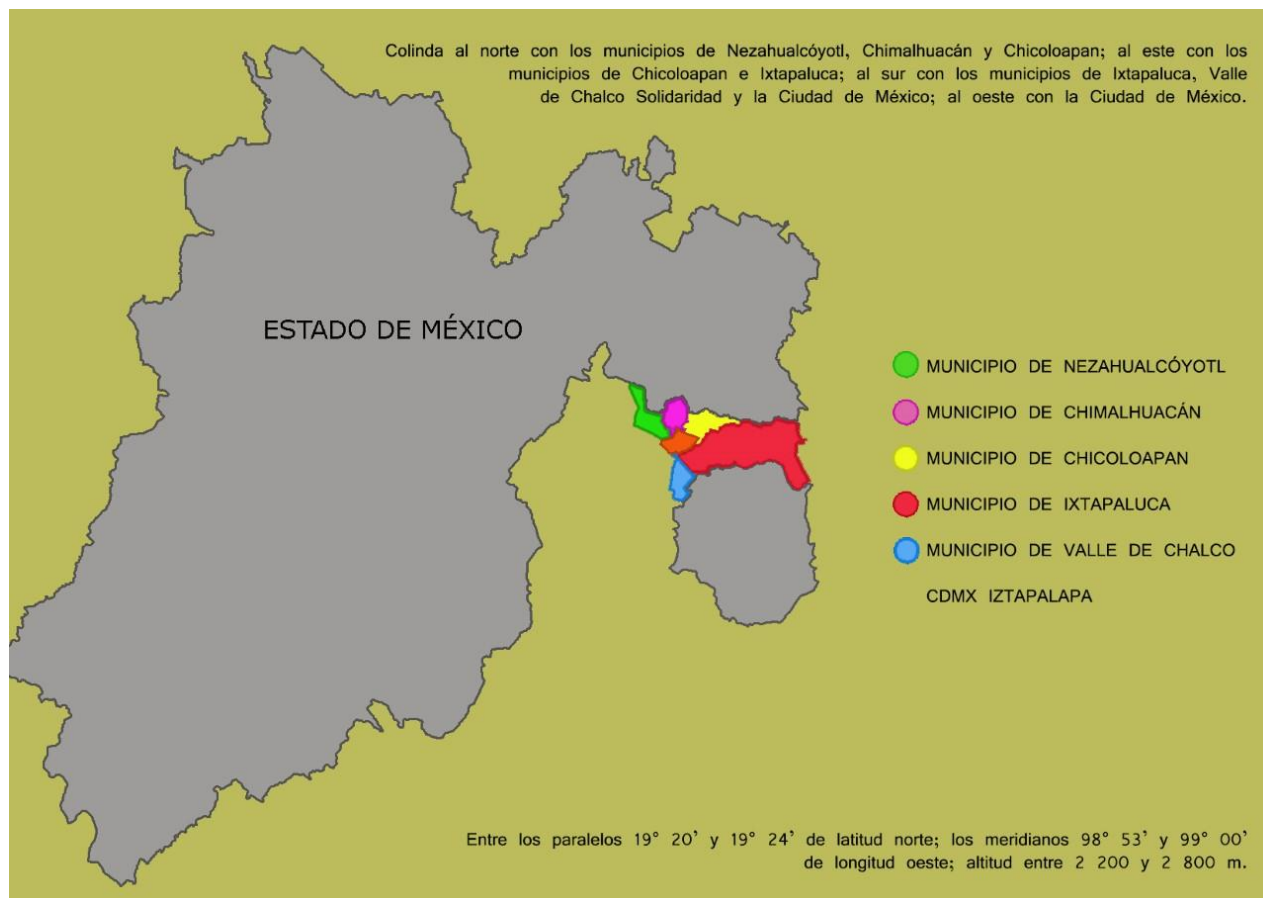 Colinda al norte con los municipios de Nezahualcóyotl, Chimalhuacán y Chicoloapan; al este con los
municipios de Chicoloapan e Ixtapaluca; al sur con los municipios de Ixtapaluca, Valle
de Chalco Solidaridad y la Ciudad de México; al oeste con la Ciudad de México.
ESTADO DE MÉXICO
MUNICIPIO DE NEZAHUALCÓYOTL
MUNICIPIO DE CHIMALHUACÁN
MUNICIPIO DE CHICOLOAPAN
MUNICIPIO DE IXTAPALUCA
MUNICIPIO DE VALLE DE CHALCO
CDMX IZTAPALAPA
Entre los paralelos 19° 20' y 19° 24' de latitud norte; los meridianos 98° 53' y 99° 00'
de longitud oeste; altitud entre 2 200 y 2 800 m.